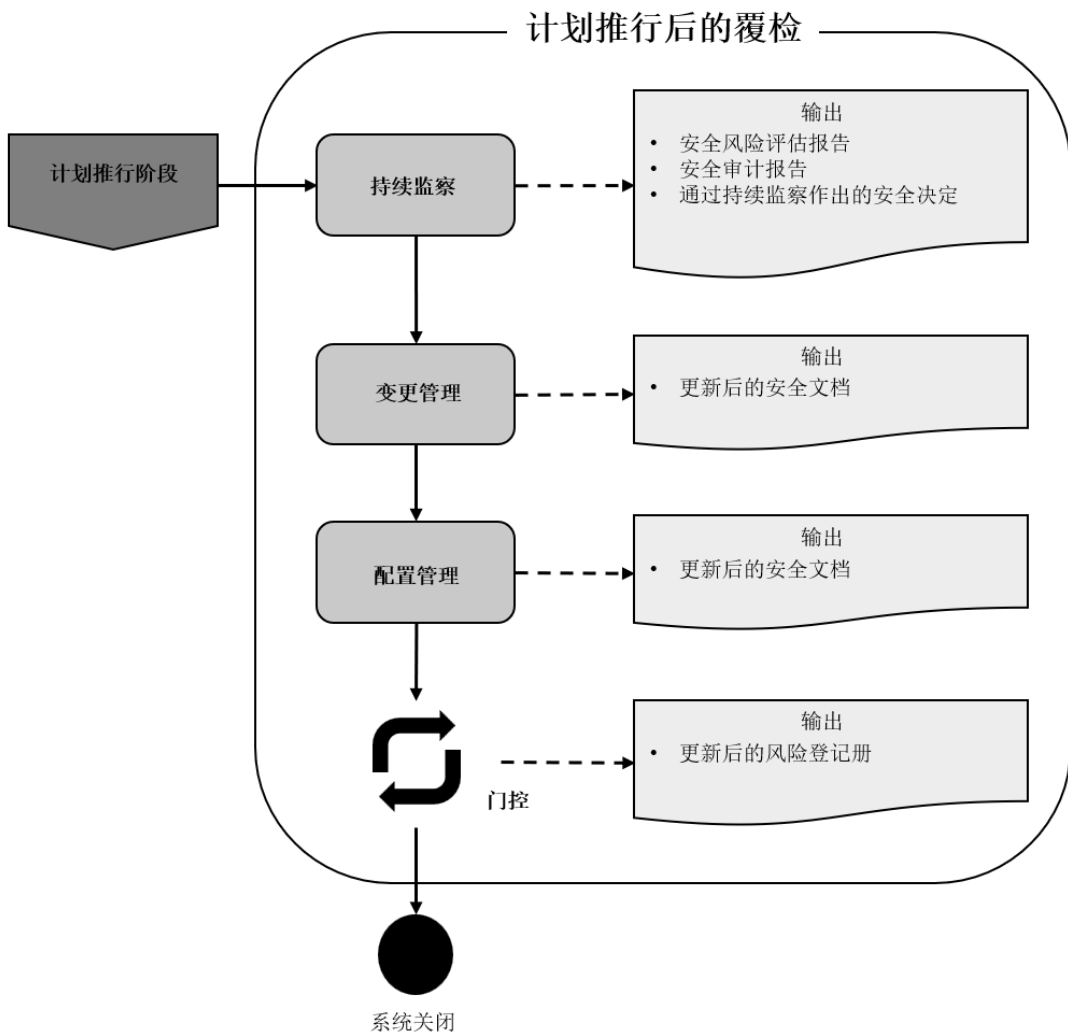 计划推行后的覆检
计划推行阶段
持续监察
输出
• 安全风险评估报告
• 安全审计报告
• 通过持续监察作出的安全决定
变更管理
输出
• 更新后的安全文档
配置管理
输出
• 更新后的安全文档
门控
输出
• 更新后的风险登记册
系统关闭